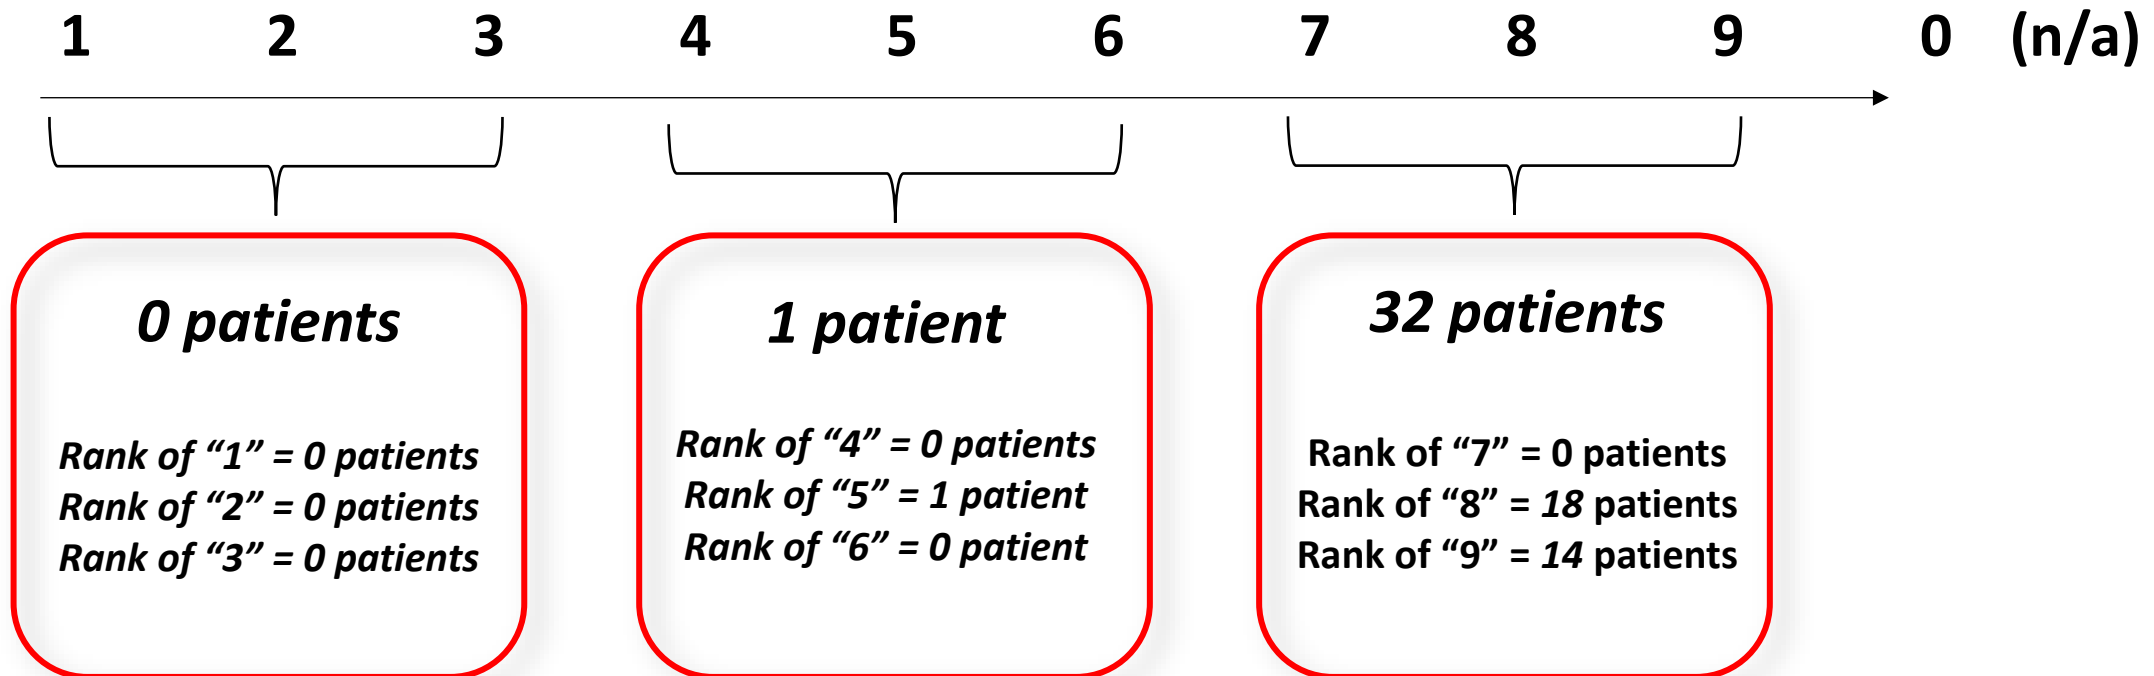 1 2 3 4 5 6 7 8 9 0 (n/a)
0 patients
Rank of “1” = 0 patients
Rank of “2” = 0 patients
Rank of “3” = 0 patients
1 patient
Rank of “4” = 0 patients
Rank of “5” = 1 patient
Rank of “6” = 0 patient
32 patients
Rank of “7” = 0 patients
Rank of “8” = 18 patients
Rank of “9” = 14 patients